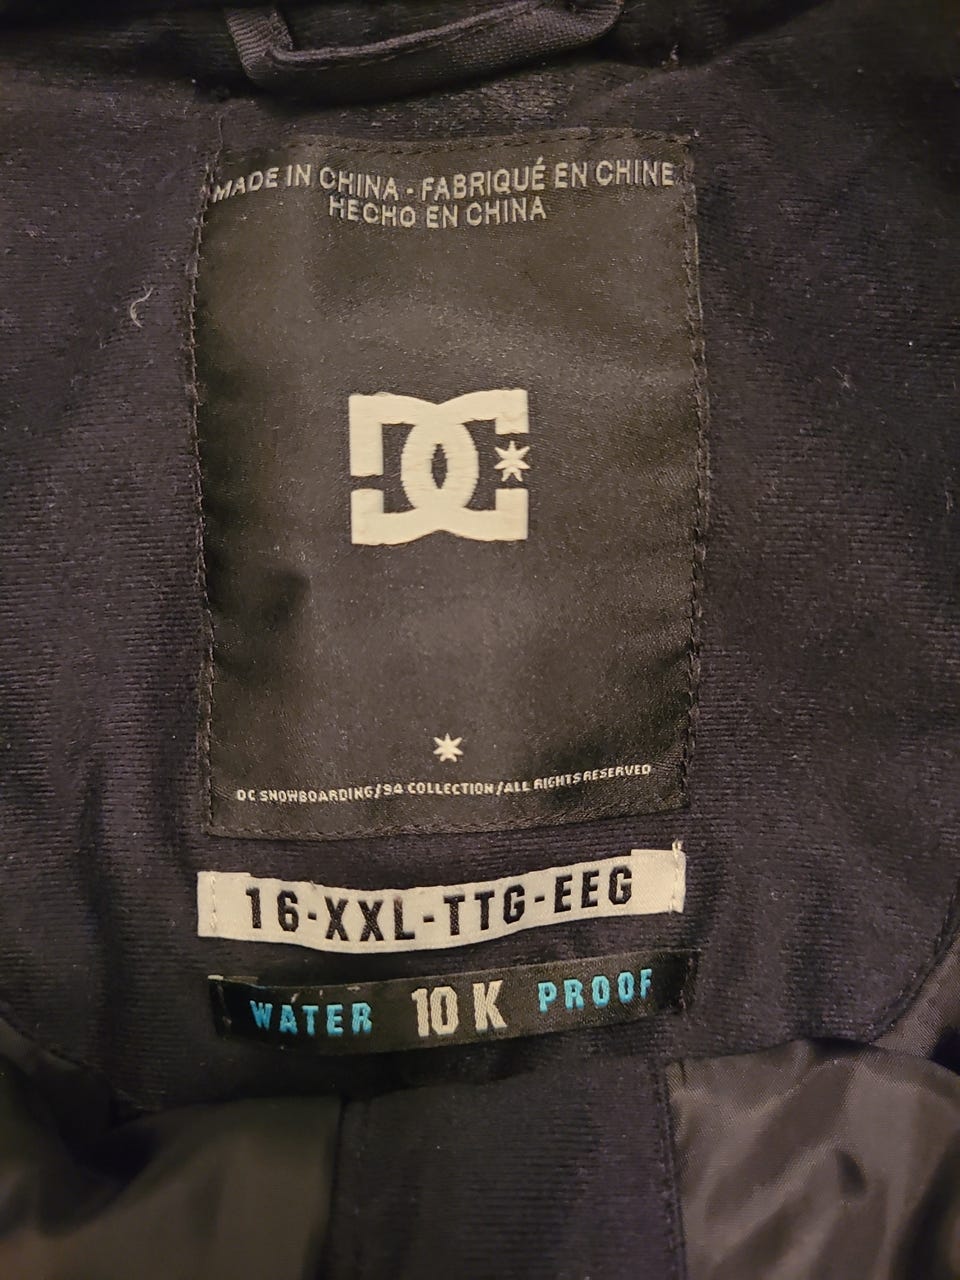 MADE IN CHINA - FABRIQUÉ EN CHINE
HECHO EN CHINA
DC
DC SNOWBOARDING/94 COLLECTION/ALL RIGHTS RESERVED
16-XXL-TTG-EEG
WATER 10K PROOF